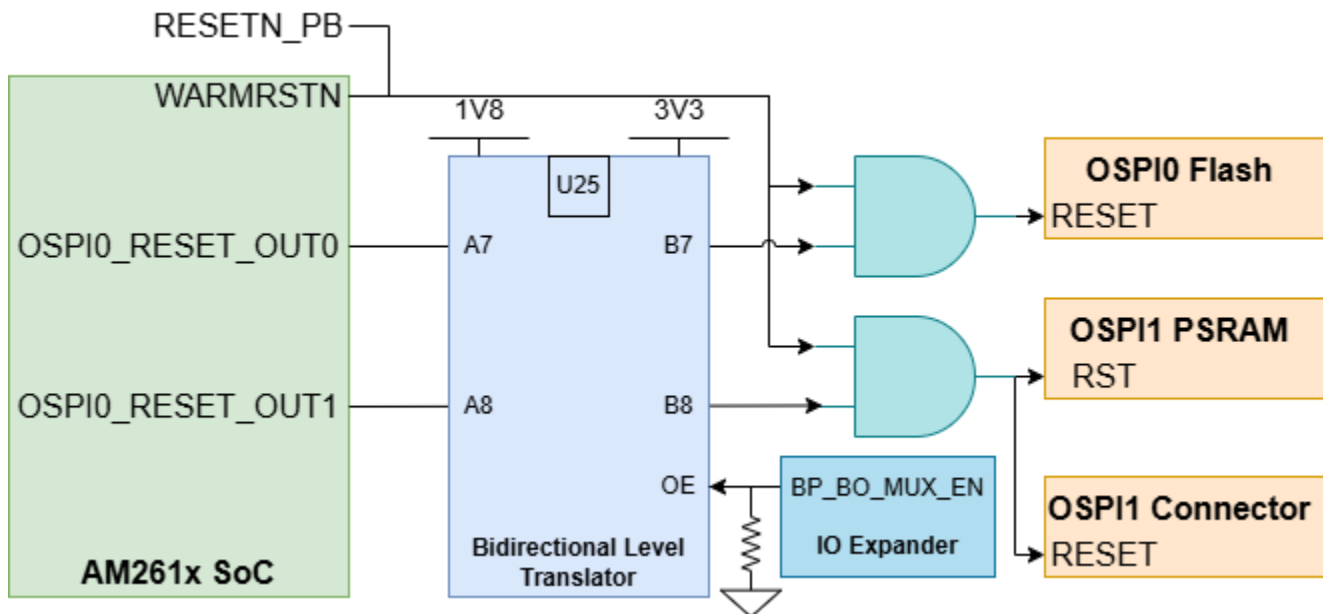 RESETN_PB
WARMRSTN
1V8
3V3
U25
OSPI0 Flash
RESET
OSPI0_RESET_OUT0
A7
B7
OSPI1 PSRAM
RST
OSPI0_RESET_OUT1
A8
B8
OE
BP_BO_MUX_EN
IO Expander
OSPI1 Connector
RESET
Bidirectional Level
Translator
AM261x SoC